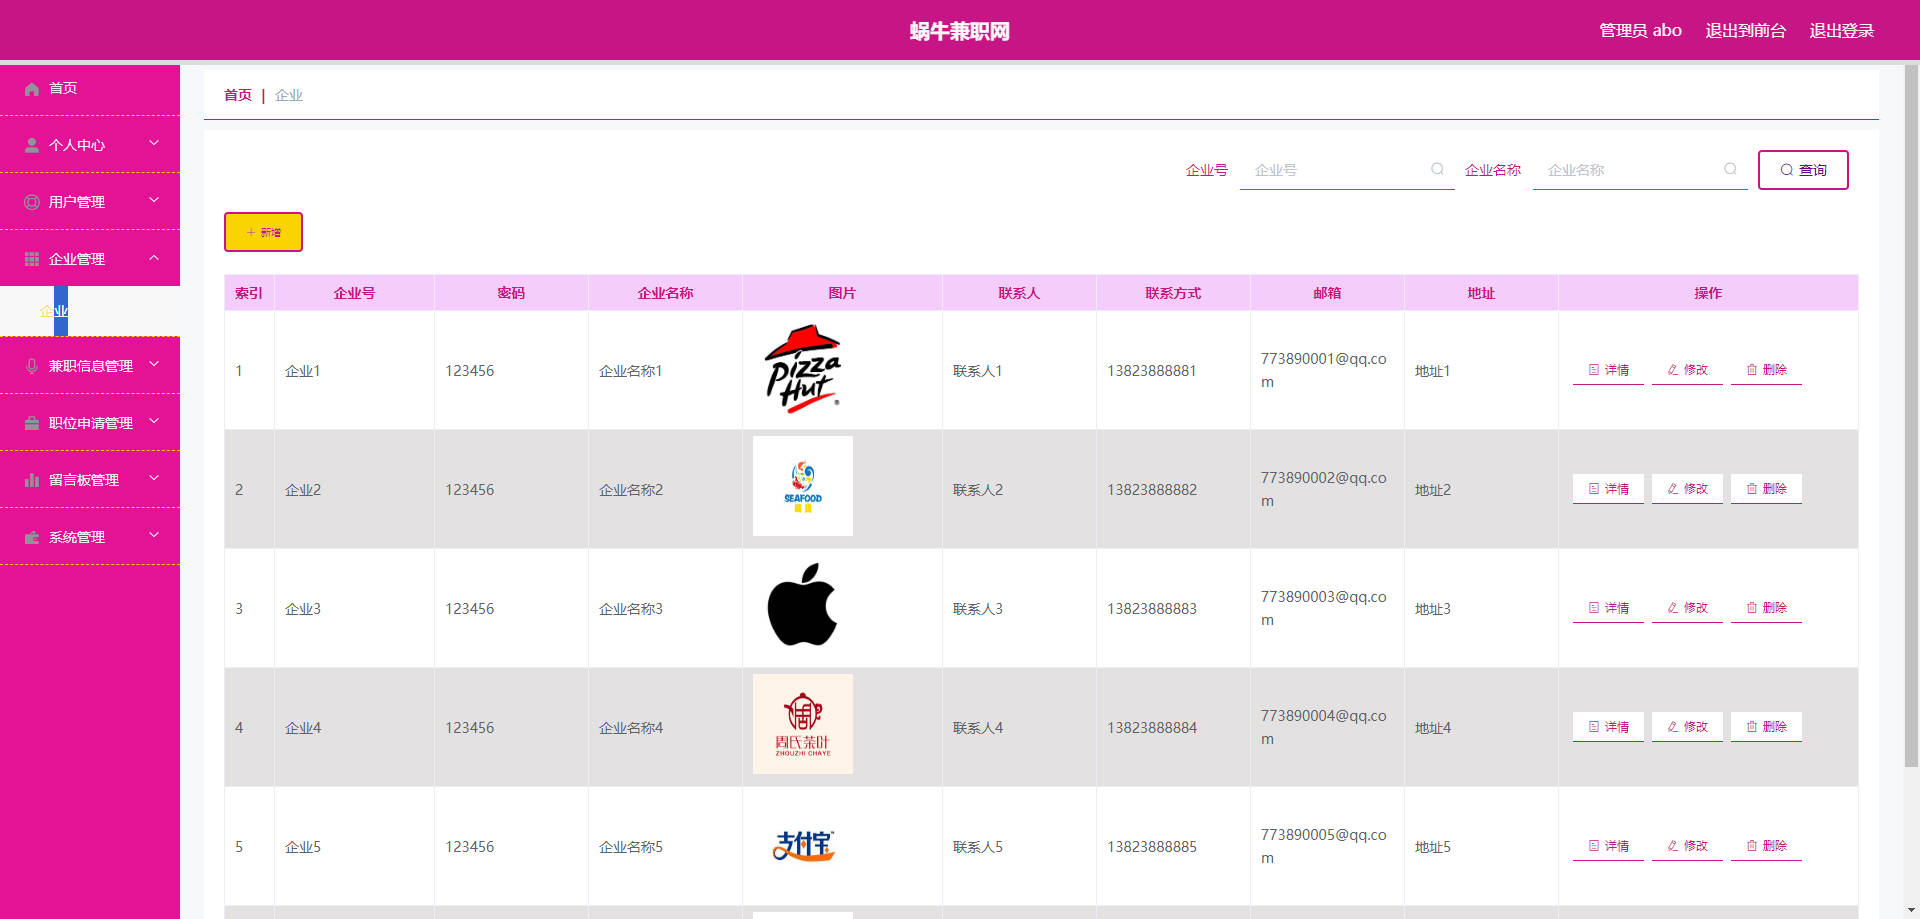 蜗牛兼职网
管理员 abo 退出到前台 退出登录
首页
个人中心
用户管理
企业管理
企业
兼职信息管理
职位申请管理
留言板管理
系统管理
首页 | 企业
企业号 企业号 企业名称 企业名称 查询
新增
索引 企业号 密码 企业名称 图片 联系人 联系方式 邮箱 地址 操作
1 企业1 123456 企业名称1 联系人1 13823888881 773890001@qq.co 地址1 详情 修改 删除
m
Pizza
Hut
2 企业2 123456 企业名称2 联系人2 13823888882 773890002@qq.co 地址2 详情 修改 删除
m
SEAFOOD
3 企业3 123456 企业名称3 联系人3 13823888883 773890003@qq.co 地址3 详情 修改 删除
m
4 企业4 123456 企业名称4 联系人4 13823888884 773890004@qq.co 地址4 详情 修改 删除
m
周氏茶叶
ZHOUZHI CHAYE
5 企业5 123456 企业名称5 联系人5 13823888885 773890005@qq.co 地址5 详情 修改 删除
m
支付宝